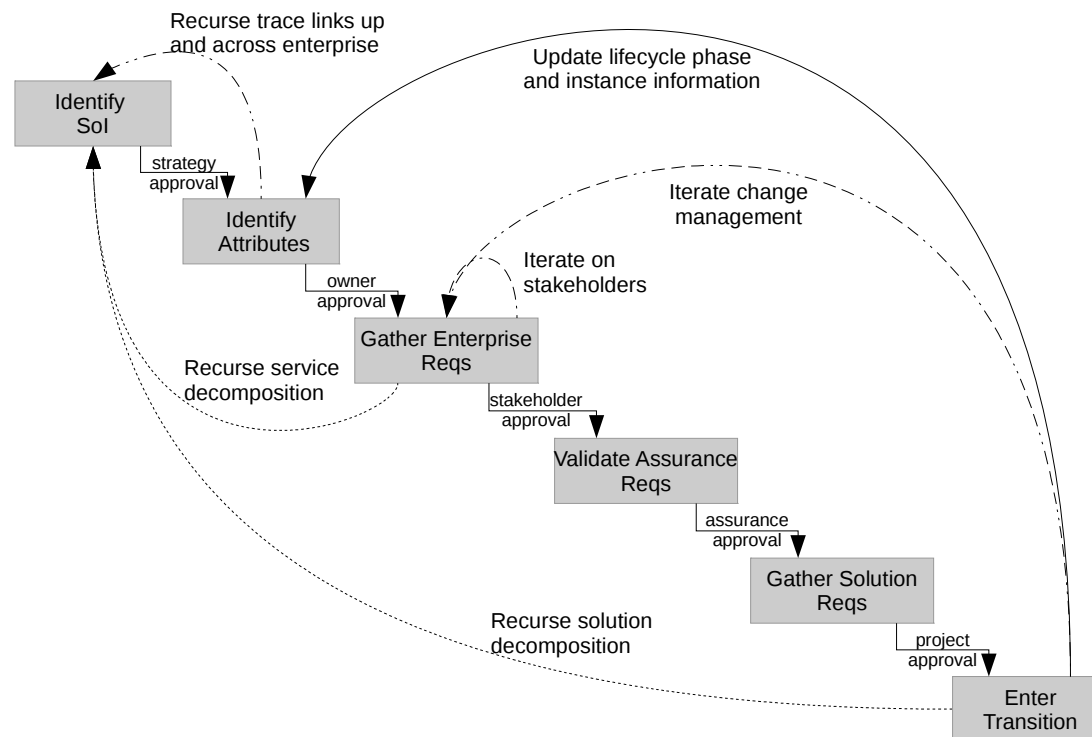 Recurse trace links up
and across enterprise
Update lifecycle phase
and instance information
Identify
SoI
strategy
approval
Iterate change
management
Identify
Attributes
Iterate on
stakeholders
owner
approval
Gather Enterprise
Reqs
Recurse service
decomposition
stakeholder
approval
Validate Assurance
Reqs
assurance
approval
Gather Solution
Reqs
Recurse solution
decomposition
project
approval
Enter
Transition